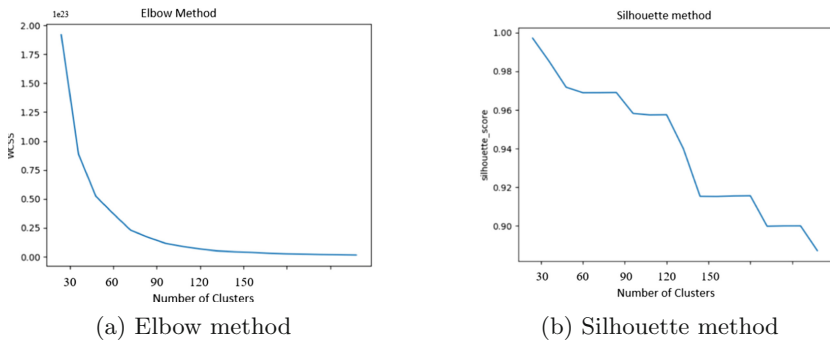 Elbow Method
1e23
2.00
1.75
1.50
1.25
1.00
0.75
0.50
0.25
0.00
WCSS
30 60 90 120 150
Number of Clusters
(a) Elbow method
Silhouette method
1.00
0.98
0.96
0.94
0.92
0.90
silhouette_score
30 60 90 120 150
Number of Clusters
(b) Silhouette method